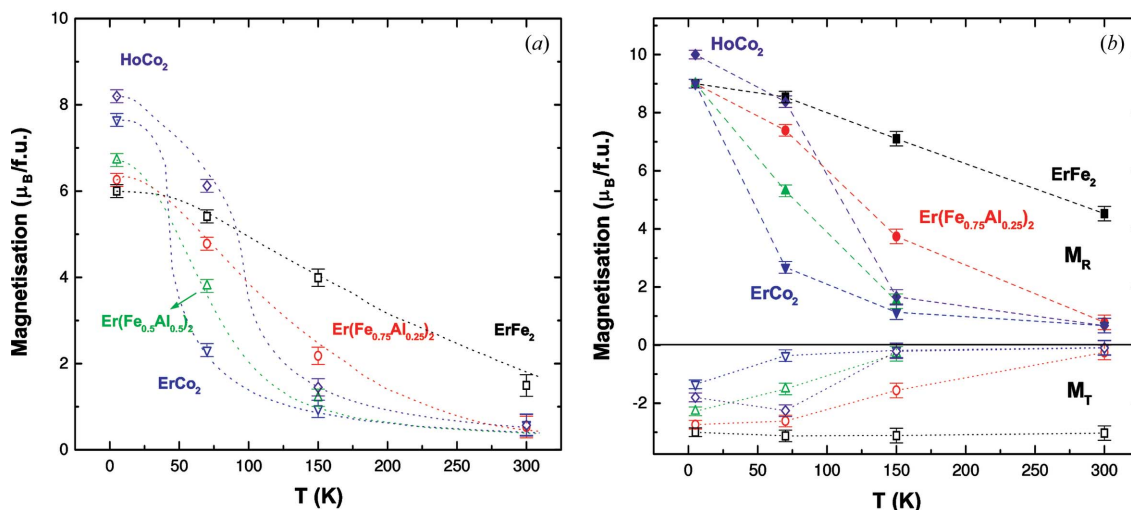 (a)
HoCo2
Er(Fe0.5Al0.5)2
ErCo2
Er(Fe0.75Al0.25)2
ErFe2
Magnetisation (μB/f.u.)
10
8
6
4
2
0
0 50 100 150 200 250 300
T (K)
(b)
HoCo2
ErFe2
Er(Fe0.75Al0.25)2
MR
ErCo2
MT
Magnetisation (μB/f.u.)
10
8
6
4
2
0
-2
0 50 100 150 200 250 300
T (K)